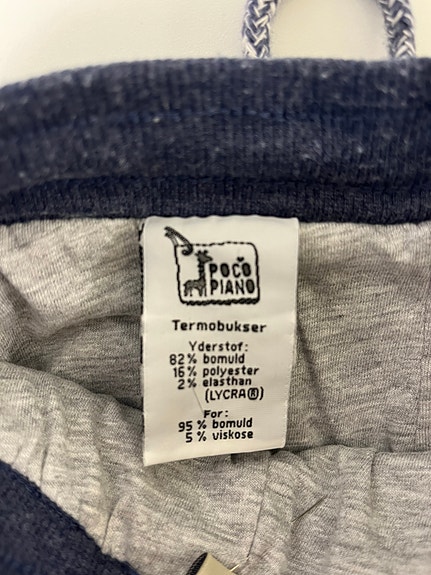 POCO
PIANO
Termobukser
Yderstof:
82% bomuld
16% polyester
2% elasthan
(LYCRA®)
For:
95% bomuld
5% viskose